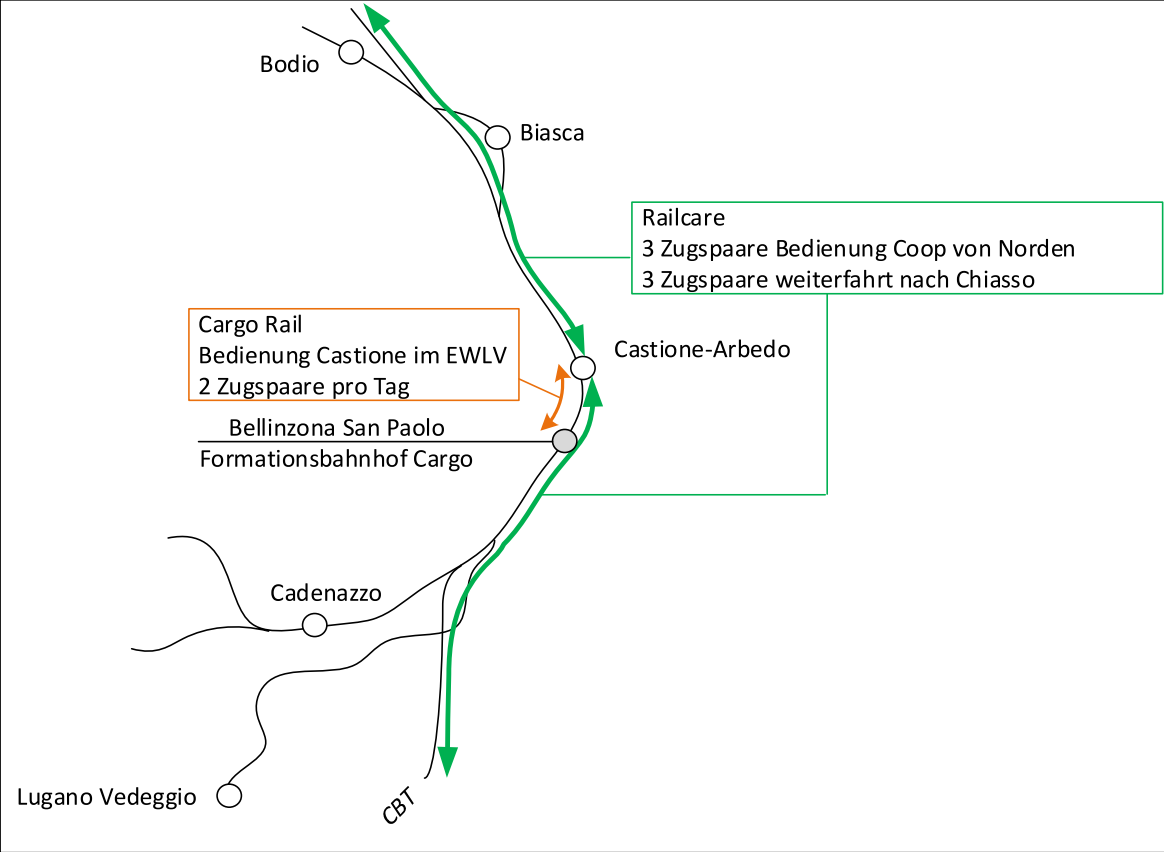 Bodio
Biasca
Railcare
3 Zugspaare Bedienung Coop von Norden
3 Zugspaare weiterfahrt nach Chiasso
Cargo Rail
Bedienung Castione im EWLV
2 Zugspaare pro Tag
Castione-Arbedo
Bellinzona San Paolo
Formationsbahnhof Cargo
Cadenazzo
Lugano Vedeggio
CBT